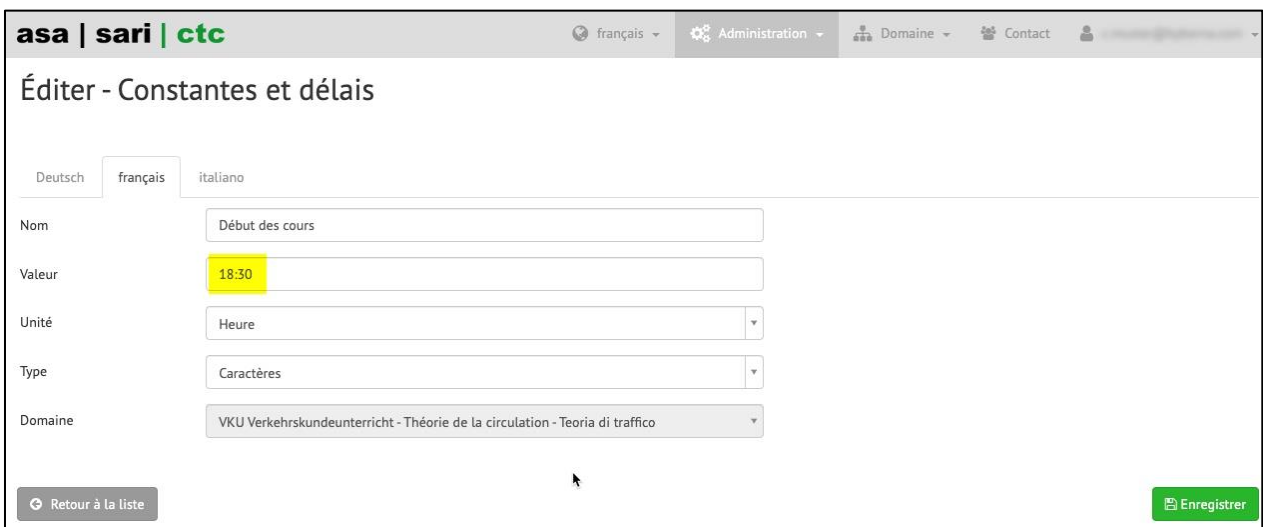 asa | sari | ctc français Administration Domaine Contact
Éditer - Constantes et délais
Deutsch français italiano
Nom Début des cours
Valeur 18:30
Unité Heure
Type Caractères
Domaine VKU Verkehrskundeunterricht - Théorie de la circulation - Teoria di traffico
Retour à la liste Enregistrer